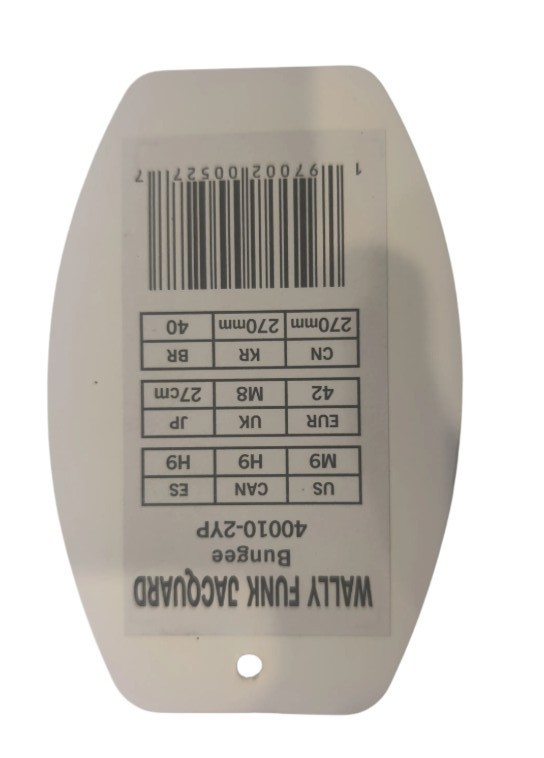 WALLY FUNK JACQUARD
Bungee
40010-2YP
US CAN ES
M9 H9 H9
EUR UK JP
42 M8 27cm
CN KR BR
270mm 270mm 40
1 97002 00527 7